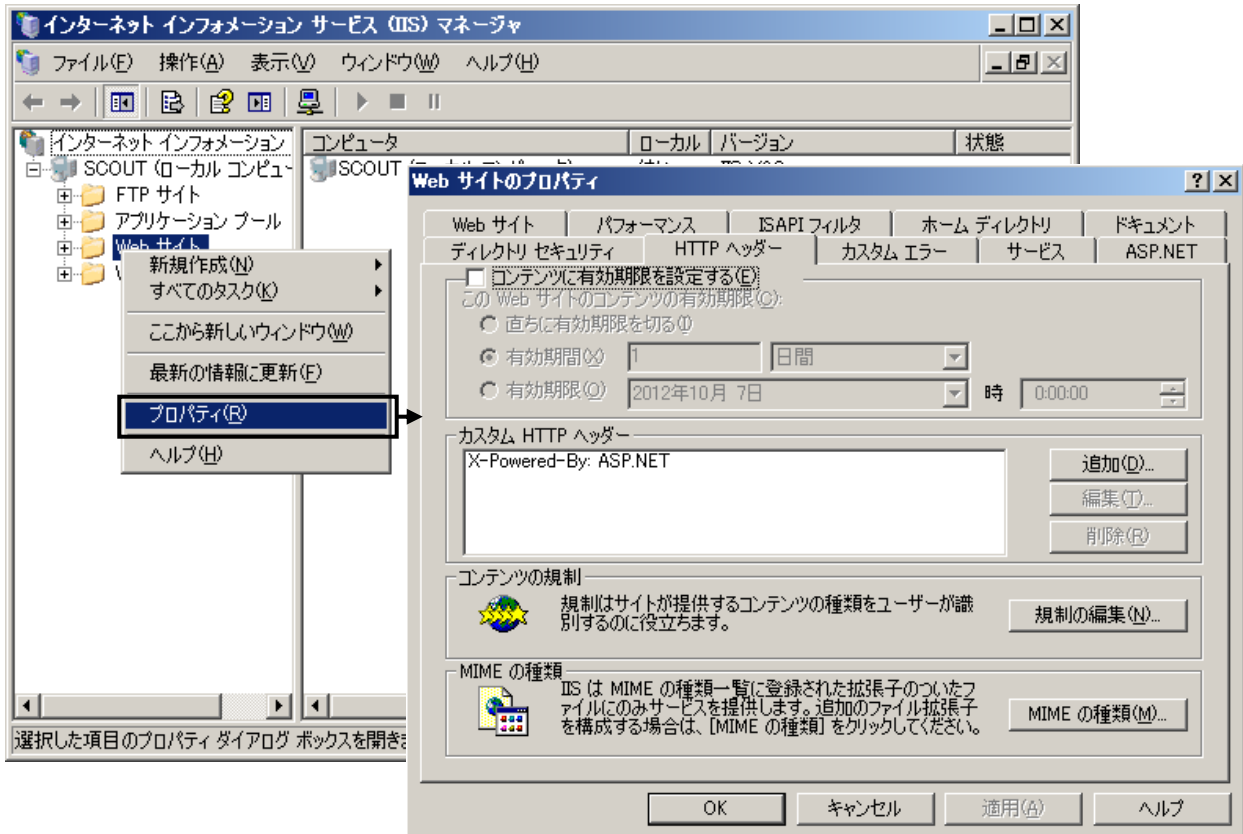 インターネット インフォメーション サービス (IIS) マネージャ
ファイル(F) 操作(A) 表示(V) ウィンドウ(W) ヘルプ(H)
インターネット インフォメーション
SCOUT (ローカル コンピュー
FTP サイト
アプリケーション プール
Web サイト
コンピュータ ローカル バージョン 状態
SCOUT
新規作成(N)
すべてのタスク(K)
ここから新しいウィンドウ(W)
最新の情報に更新(F)
プロパティ(R)
ヘルプ(H)
選択した項目のプロパティ ダイアログ ボックスを開きま
Web サイトのプロパティ
Web サイト パフォーマンス ISAPI フィルタ ホーム ディレクトリ ドキュメント
ディレクトリ セキュリティ HTTP ヘッダー カスタム エラー サービス ASP.NET
コンテンツに有効期限を設定する(E)
この Web サイトのコンテンツの有効期限(C):
直ちに有効期限を切る(I)
有効期間(X) 1 日間
有効期限(O) 2012年10月 7日 時 0:00:00
カスタム HTTP ヘッダー
X-Powered-By: ASP.NET
追加(D)...
編集(T)...
削除(R)
コンテンツの規制
規制はサイトが提供するコンテンツの種類をユーザーが識
別するのに役立ちます。
規制の編集(N)...
MIME の種類
IIS は MIME の種類一覧に登録された拡張子のついたフ
ァイルにのみサービスを提供します。追加のファイル拡張子
を構成する場合は、[MIME の種類] をクリックしてください。
MIME の種類(M)...
OK キャンセル 適用(A) ヘルプ